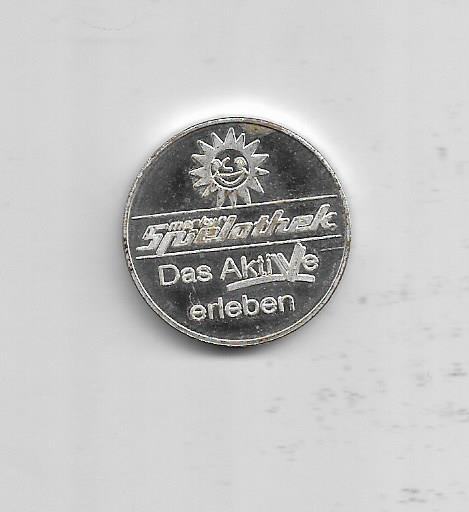 merkur
Spielothek
Das AktiVe
erleben